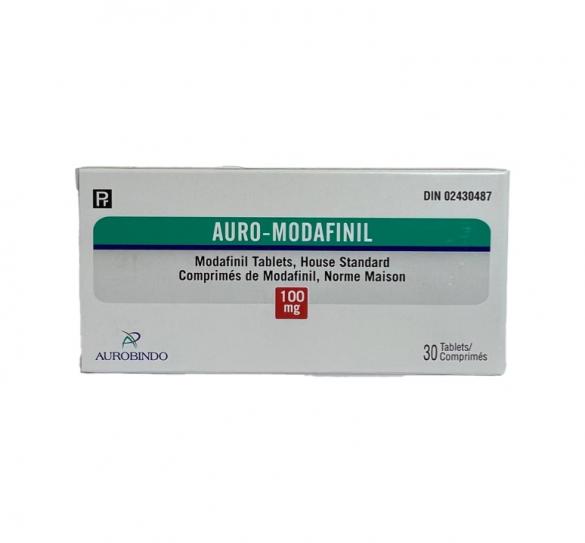 Pr
DIN 02430487
AURO-MODAFINIL
Modafinil Tablets, House Standard
Comprimés de Modafinil, Norme Maison
100
mg
AUROBINDO
30 Tablets/
Comprimés